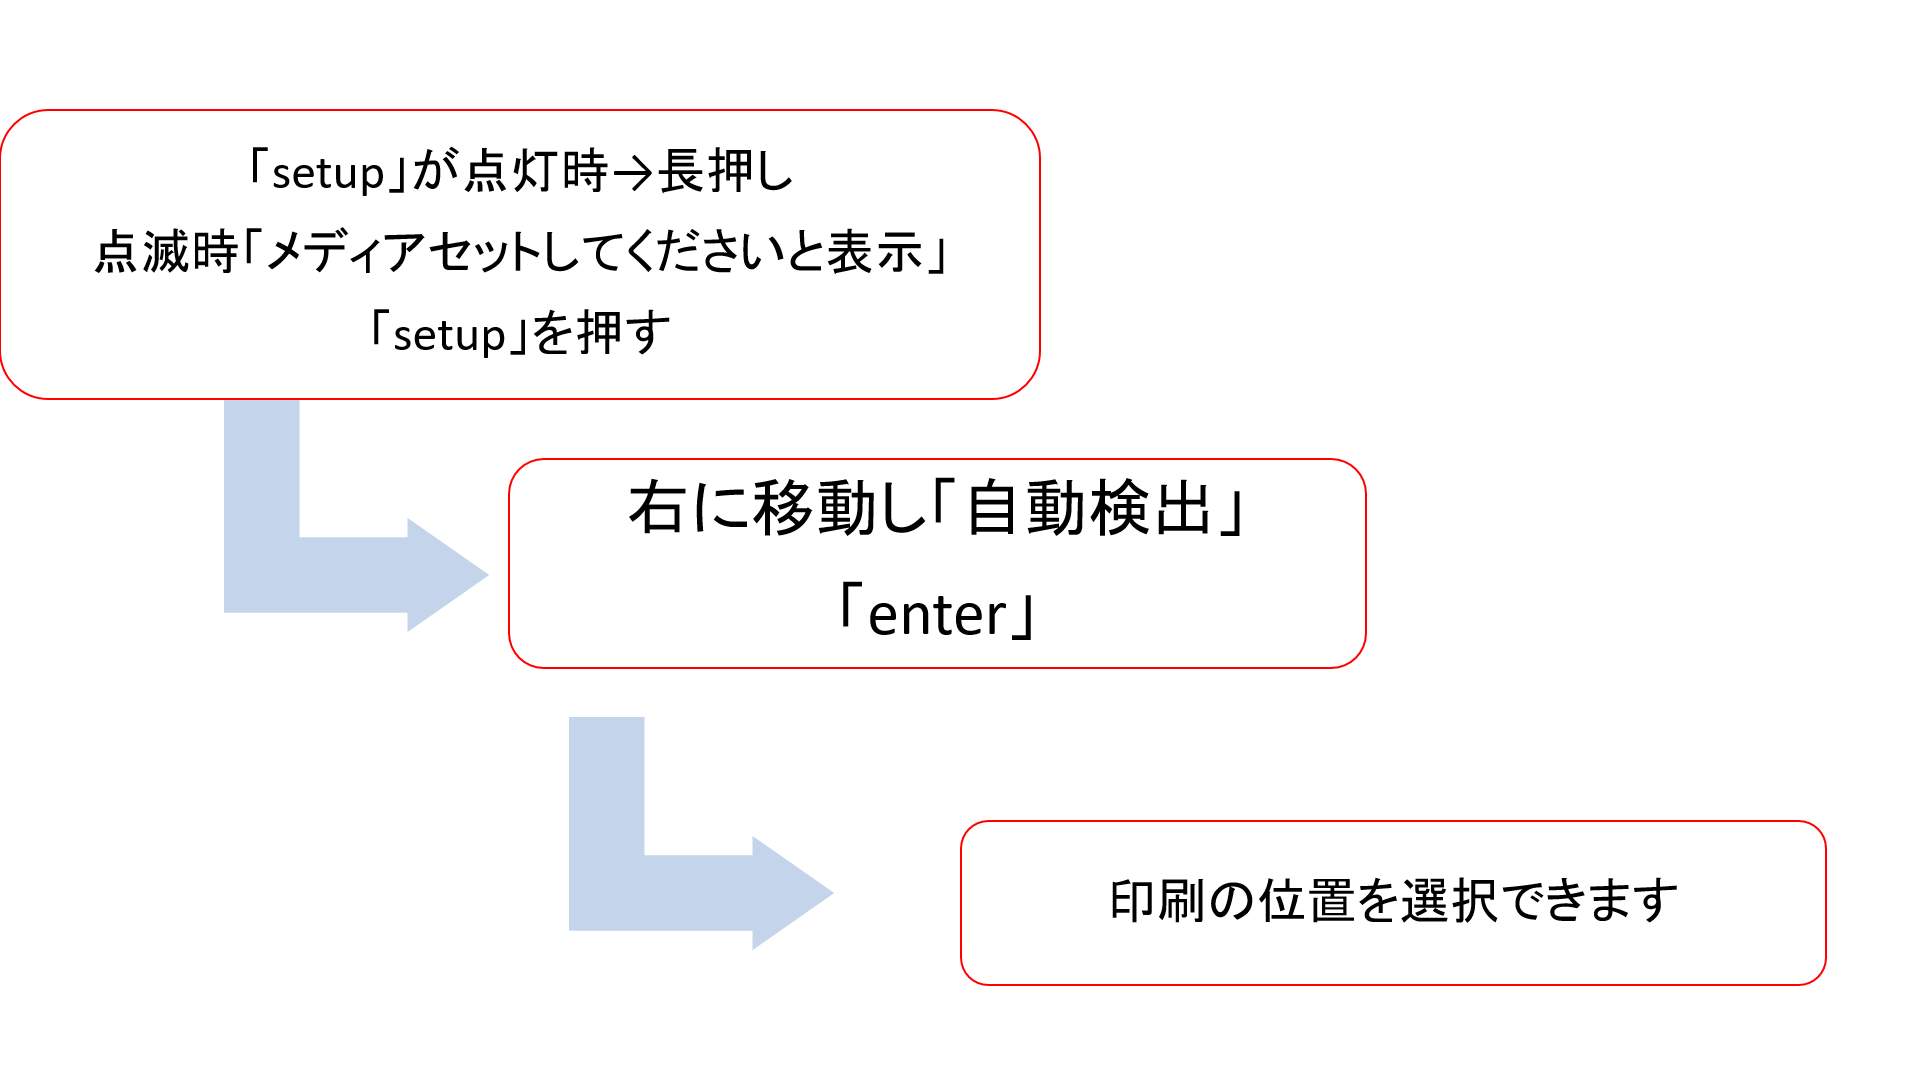 「setup」が点灯時→長押し
点滅時「メディアセットしてくださいと表示」
「setup」を押す
右に移動し「自動検出」
「enter」
印刷の位置を選択できます